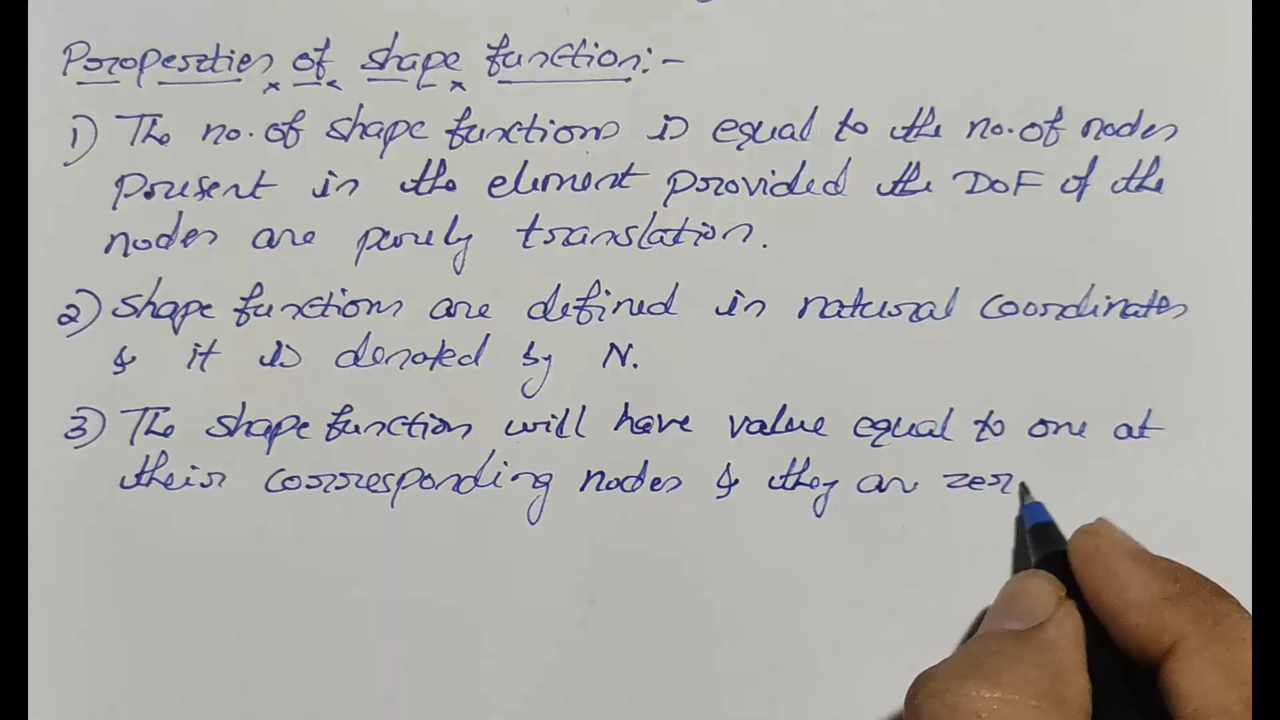 Properties of shape function:-
1) The no. of shape functions is equal to the no. of nodes
present in the element provided the DOF of the
nodes are purely translation.
2) Shape functions are defined in natural coordinates
& it is denoted by N.
3) The shape function will have value equal to one at
their corresponding nodes & they are zer